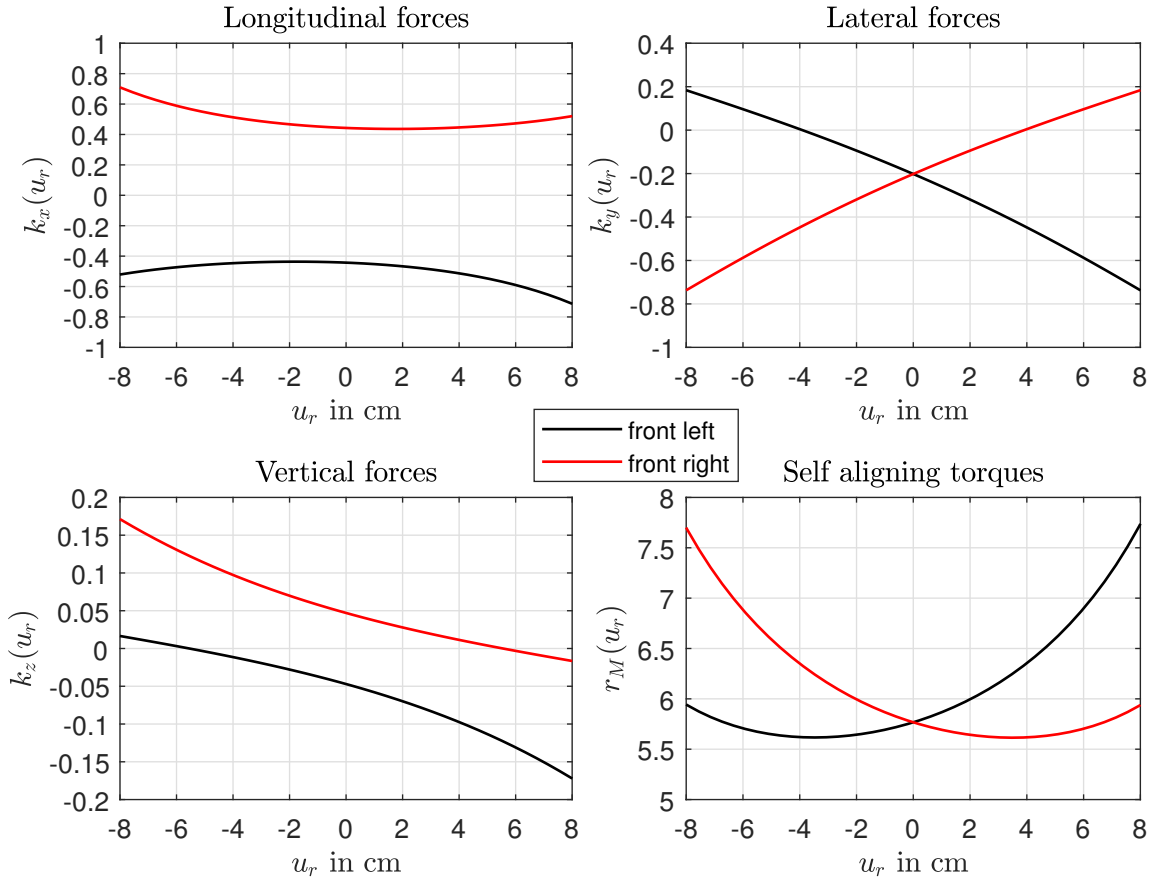 Longitudinal forces
1
0.8
0.6
0.4
0.2
0
-0.2
-0.4
-0.6
-0.8
-1
k_x(u_r)
-8 -6 -4 -2 0 2 4 6 8
u_r in cm
Lateral forces
0.4
0.2
0
-0.2
-0.4
-0.6
-0.8
-1
k_y(u_r)
-8 -6 -4 -2 0 2 4 6 8
u_r in cm
front left
front right
Vertical forces
0.2
0.15
0.1
0.05
0
-0.05
-0.1
-0.15
-0.2
k_z(u_r)
-8 -6 -4 -2 0 2 4 6 8
u_r in cm
Self aligning torques
8
7.5
7
6.5
6
5.5
5
r_M(u_r)
-8 -6 -4 -2 0 2 4 6 8
u_r in cm